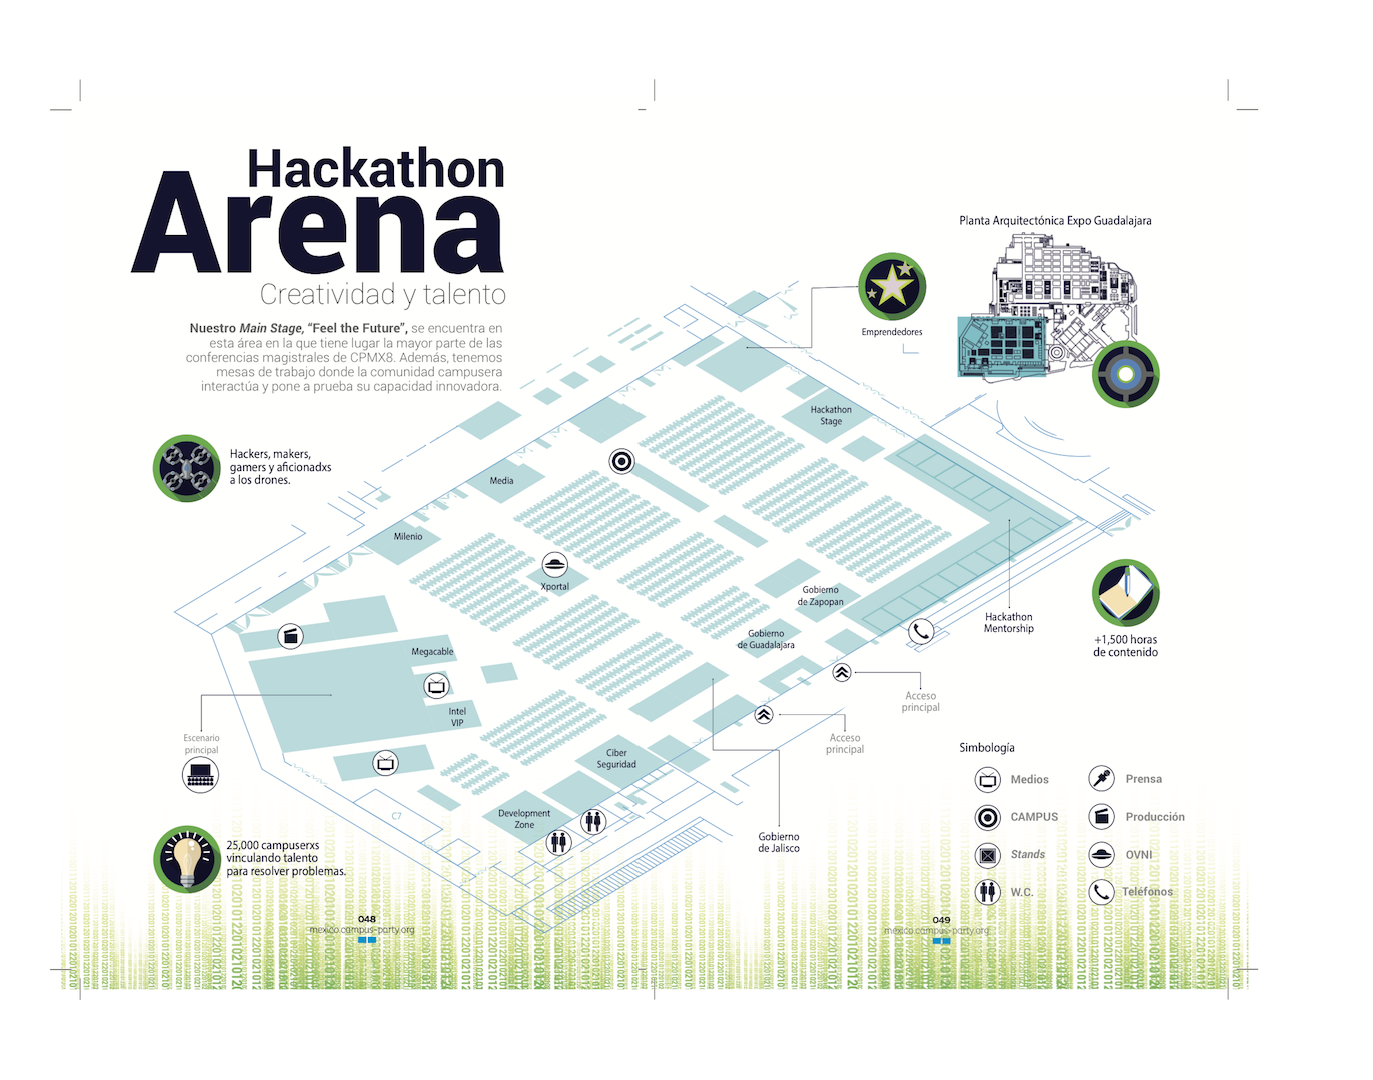 Hackathon
Arena
Creatividad y talento
Nuestro Main Stage, “Feel the Future”, se encuentra en
esta área en la que tiene lugar la mayor parte de las
conferencias magistrales de CPMX8. Además, tenemos
mesas de trabajo donde la comunidad campusera
interactúa y pone a prueba su capacidad innovadora.
Hackers, makers,
gamers y aficionadxs
a los drones.
Planta Arquitectónica Expo Guadalajara
Emprendedores
Hackathon
Stage
Media
Milenio
Xportal
Gobierno
de Zapopan
Gobierno
de Guadalajara
Hackathon
Mentorship
+1,500 horas
de contenido
Megacable
Intel
VIP
Escenario
principal
Acceso
principal
Acceso
principal
Ciber
Seguridad
Development
Zone
C7
Gobierno
de Jalisco
25,000 campuserxs
vinculando talento
para resolver problemas.
Simbología
Medios
Prensa
CAMPUS
Producción
Stands
OVNI
W.C.
Teléfonos
048
mexico.campus-party.org
049
mexico.campus-party.org